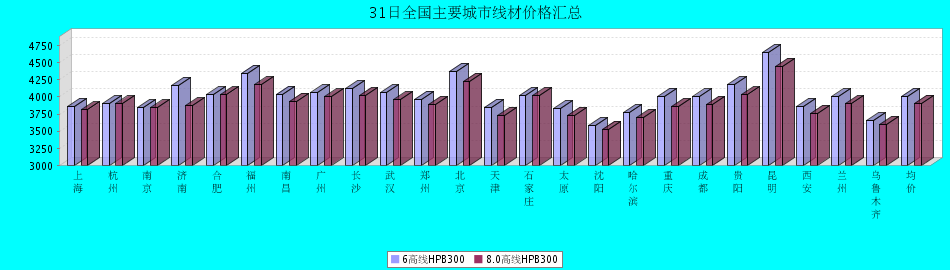 31日全国主要城市线材价格汇总
4750
4500
4250
4000
3750
3500
3250
3000
上海
杭州
南京
济南
合肥
福州
南昌
广州
长沙
武汉
郑州
北京
天津
石家庄
太原
沈阳
哈尔滨
重庆
成都
贵阳
昆明
西安
兰州
乌鲁木齐
均价
6高线HPB300
8.0高线HPB300